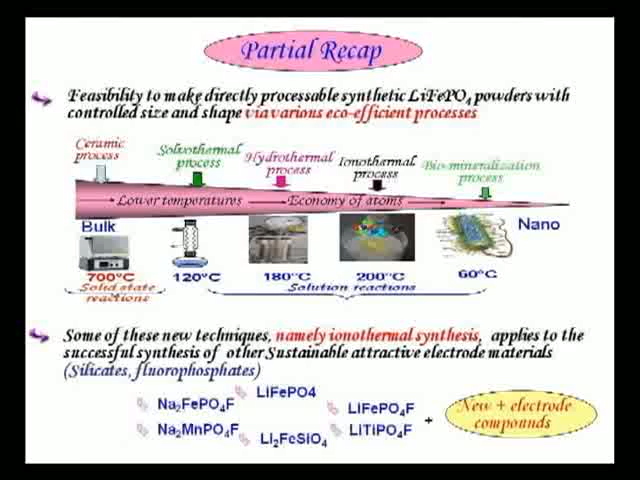 Partial Recap
Feasibility to make directly processable synthetic LiFePO4 powders with
controlled size and shape via various eco-efficient processes
Ceramic
process
Solvothermal
process
Hydrothermal
process
Ionothermal
process
Bio-mineralization
process
Lower temperatures
Economy of atoms
Bulk
Nano
700°C
120°C
180°C
200°C
60°C
Solid state
reactions
Solution reactions
Some of these new techniques, namely ionothermal synthesis, applies to the
successful synthesis of other Sustainable attractive electrode materials
(Silicates, fluorophosphates)
Na2FePO4F
LiFePO4
LiFePO4F
Na2MnPO4F
Li2FeSiO4
LiTiPO4F
+
New + electrode
compounds